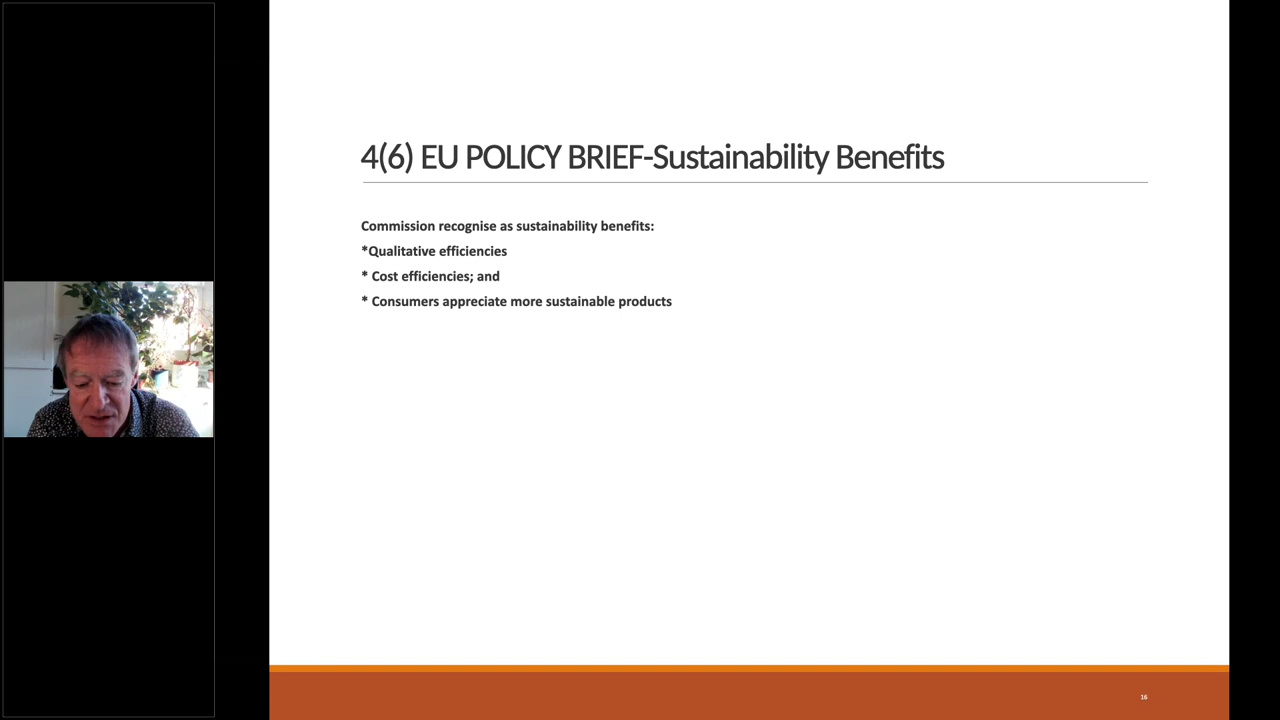 4(6) EU POLICY BRIEF-Sustainability Benefits
Commission recognise as sustainability benefits:
*Qualitative efficiencies
* Cost efficiencies; and
* Consumers appreciate more sustainable products
16